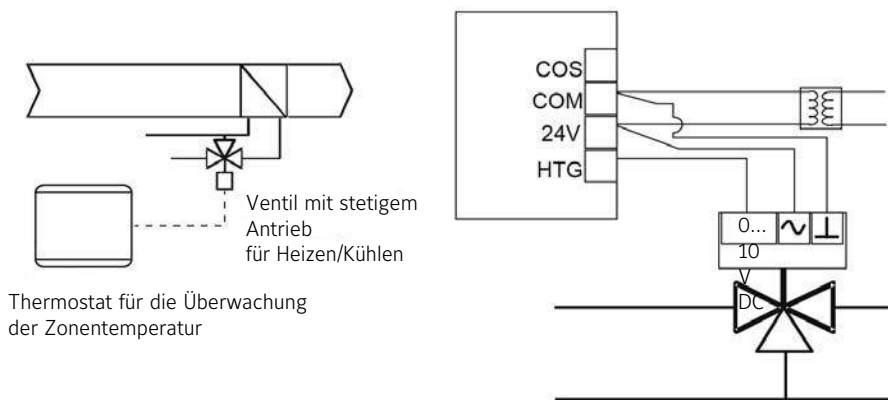 Ventil mit stetigem
Antrieb
für Heizen/Kühlen
Thermostat für die Überwachung
der Zonentemperatur
COS
COM
24V
HTG
0...
10
V
DC